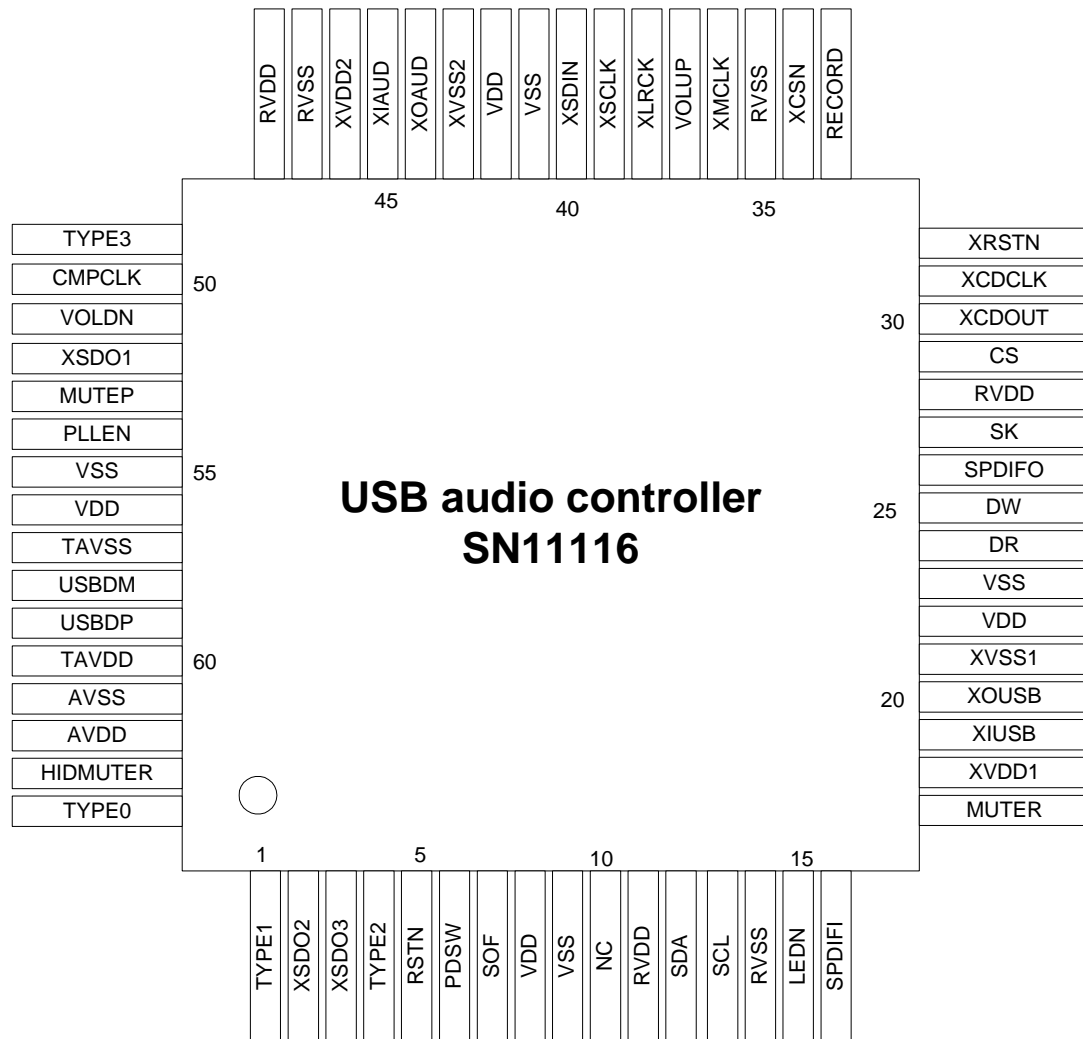 RVDD
RVSS
XVDD2
XIAUD
XOAUD
XVSS2
VDD
VSS
XSDIN
XSCLK
XLRCK
VOLUP
XMCLK
RVSS
XCSN
RECORD
45
40
35
TYPE3
CMPCLK
VOLDN
XSDO1
MUTEP
PLLEN
VSS
VDD
TAVSS
USBDM
USBDP
TAVDD
AVSS
AVDD
HIDMUTER
TYPE0
50
55
60
USB audio controller
SN11116
30
25
20
XRSTN
XCDCLK
XCDOUT
CS
RVDD
SK
SPDIFO
DW
DR
VSS
VDD
XVSS1
XOUSB
XIUSB
XVDD1
MUTER
1
5
10
15
TYPE1
XSDO2
XSDO3
TYPE2
RSTN
PDSW
SOF
VDD
VSS
NC
RVDD
SDA
SCL
RVSS
LEDN
SPDIFI